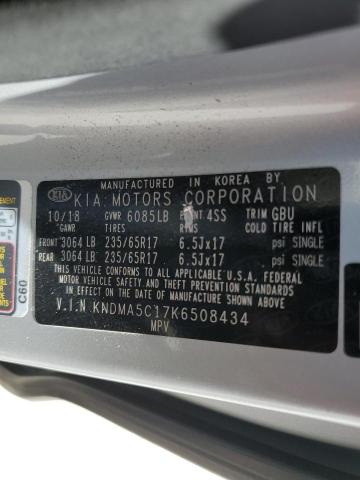 MANUFACTURED IN KOREA BY
KIA KIA MOTORS CORPORATION
10/18 GVWR 6085LB PAINT 4SS TRIM GBU
GAWR TIRES RIMS COLD TIRE INFL
FRONT 3064 LB 235/65R17 6.5Jx17 psi SINGLE
REAR 3064 LB 235/65R17 6.5Jx17 psi SINGLE
THIS VEHICLE CONFORMS TO ALL APPLICABLE U.S.A. FEDERAL
MOTOR VEHICLE SAFETY AND THEFT PREVENTION STANDARDS
IN EFFECT ON THE DATE OF MANUFACTURE SHOWN ABOVE.
V.I.N KNDMA5C17K6508434
MPV
C60